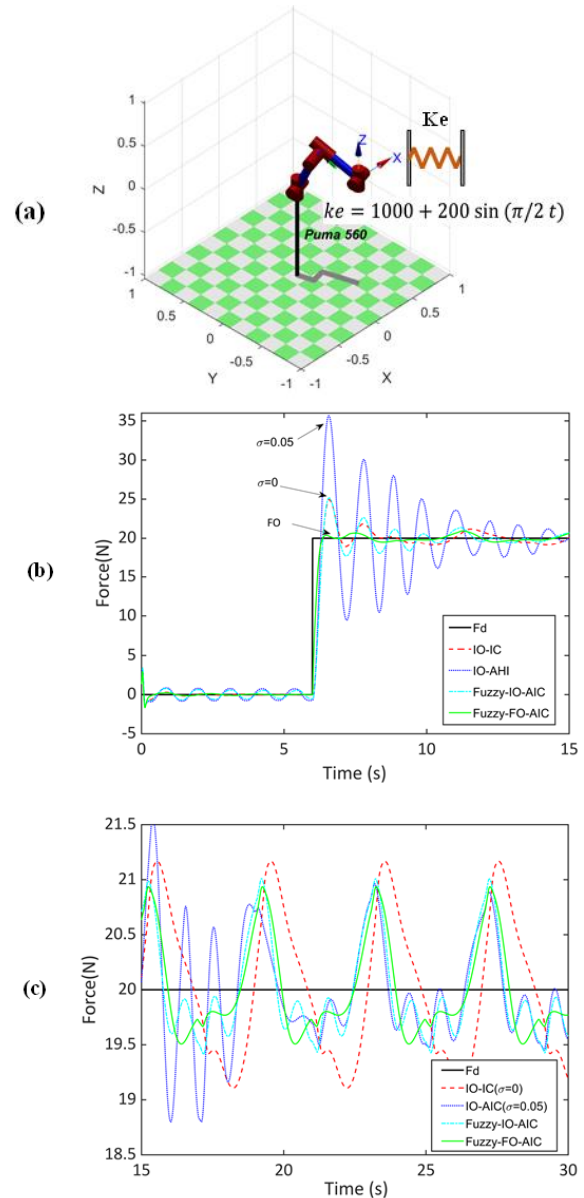 1
0.5
0
-0.5
-1
Z
Ke
Z
X
(a)
ke = 1000 + 200 sin (π/2 t)
Puma 560
1
0.5
0
-0.5
-1
Y
-1
-0.5
0
0.5
1
X
35
30
25
20
15
10
5
0
-5
Force(N)
σ=0.05
σ=0
FO
(b)
Fd
IO-IC
IO-AHI
Fuzzy-IO-AIC
Fuzzy-FO-AIC
0
5
10
15
Time (s)
21.5
21
20.5
20
19.5
19
18.5
Force(N)
(c)
Fd
IO-IC(σ=0)
IO-AIC(σ=0.05)
Fuzzy-IO-AIC
Fuzzy-FO-AIC
15
20
25
30
Time (s)